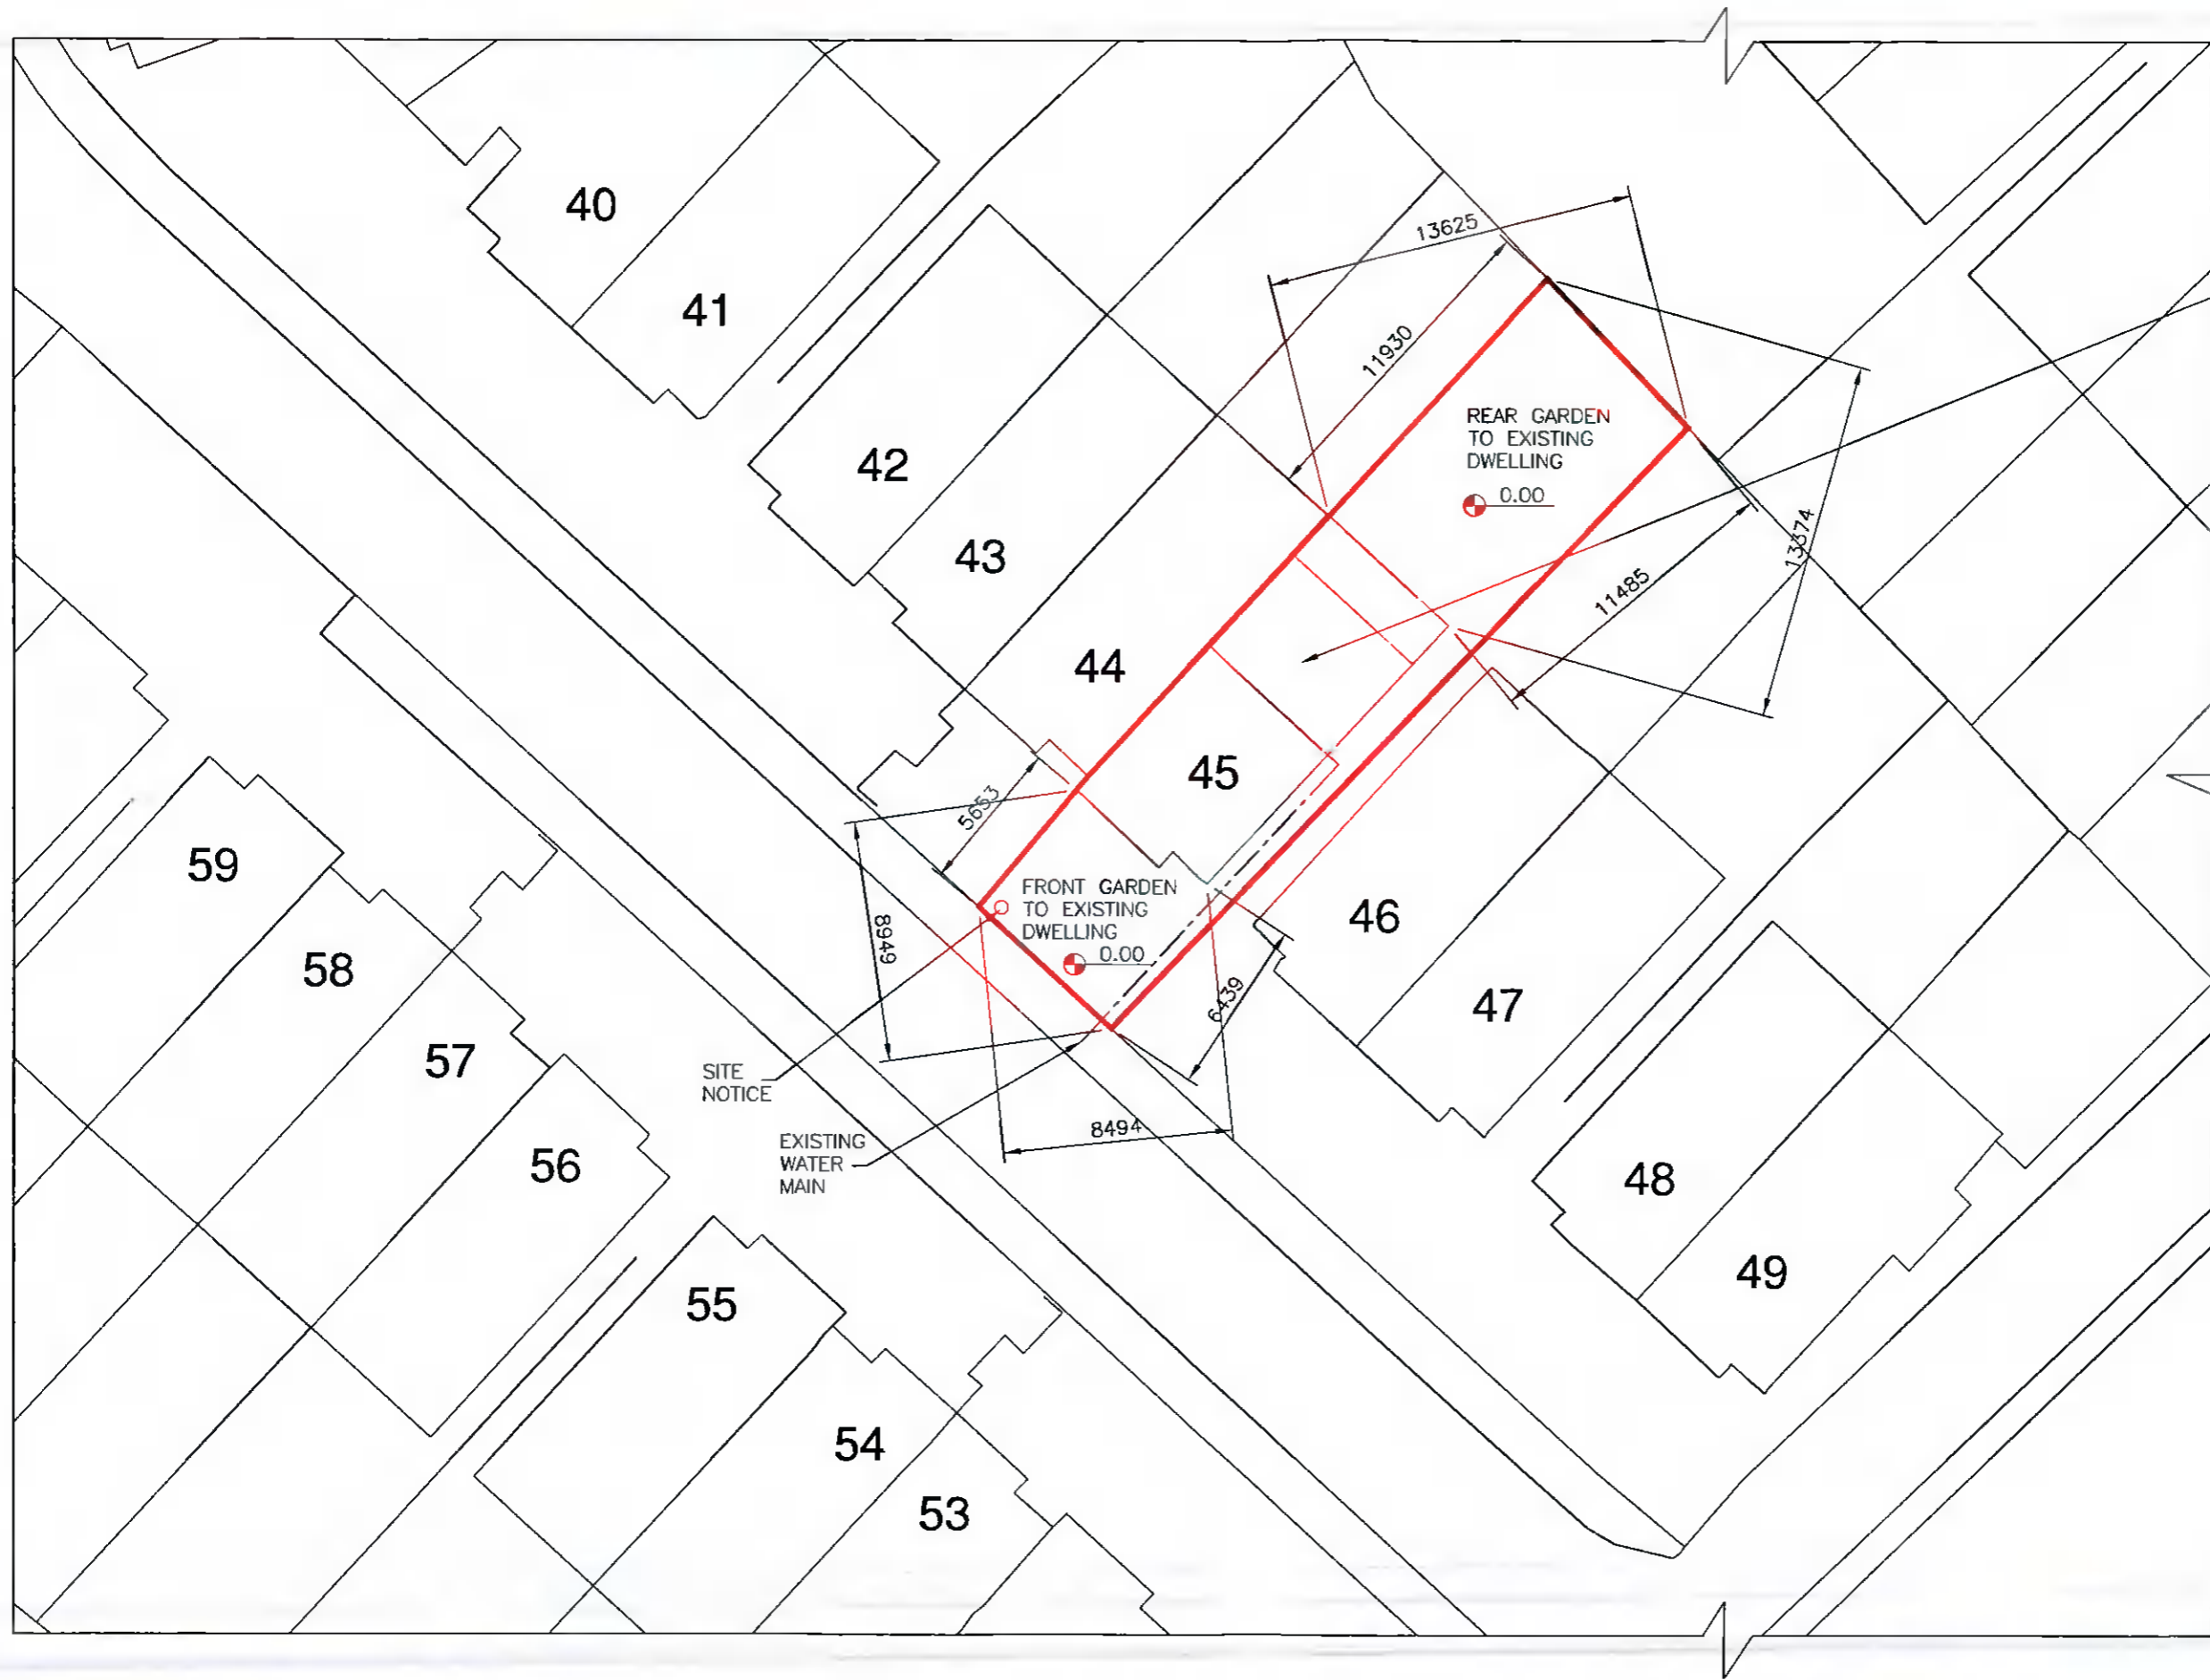 40
41
13625
11930
REAR GARDEN
TO EXISTING
DWELLING
0.00
42
43
13374
11485
44
45
5653
59
FRONT GARDEN
TO EXISTING
DWELLING
0.00
8949
46
58
6439
47
57
SITE
NOTICE
8494
EXISTING
WATER
MAIN
56
48
49
55
54
53